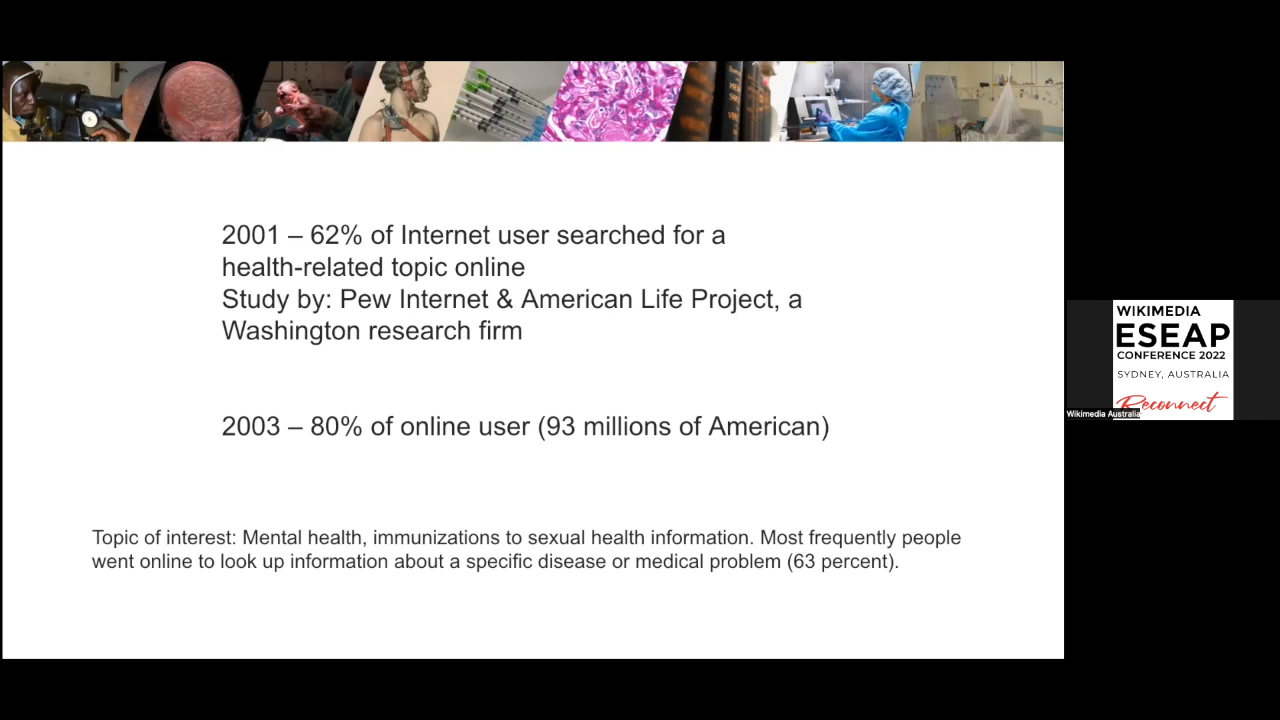 2001 – 62% of Internet user searched for a
health-related topic online
Study by: Pew Internet & American Life Project, a
Washington research firm
2003 – 80% of online user (93 millions of American)
Topic of interest: Mental health, immunizations to sexual health information. Most frequently people
went online to look up information about a specific disease or medical problem (63 percent).
WIKIMEDIA
ESEAP
CONFERENCE 2022
SYDNEY, AUSTRALIA
Reconnect
Wikimedia Australia